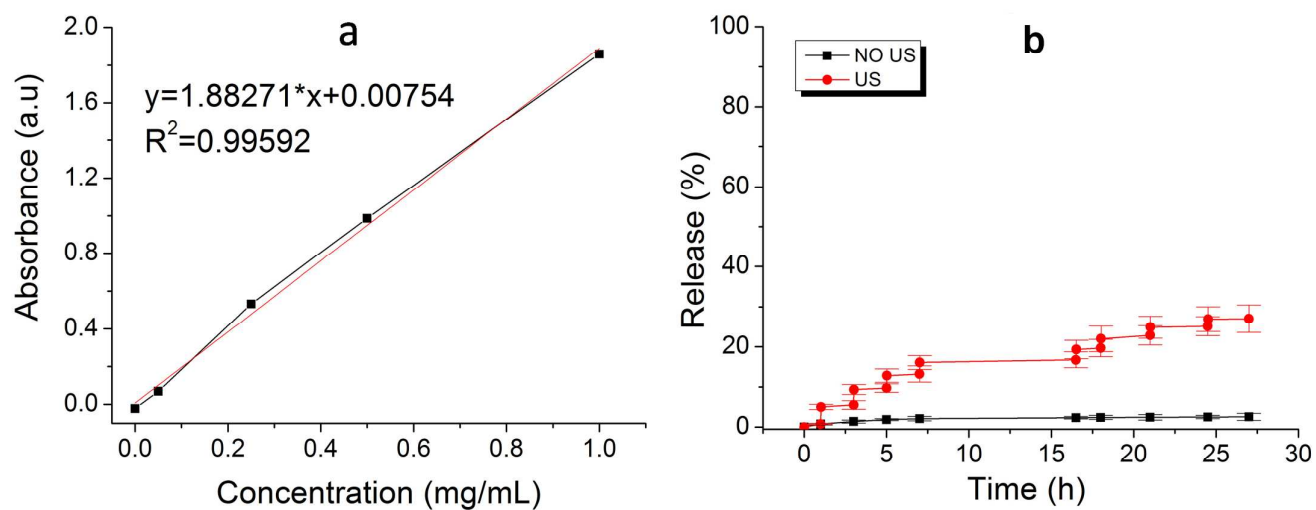 a
y=1.88271*x+0.00754
R²=0.99592
Absorbance (a.u)
2.0
1.6
1.2
0.8
0.4
0.0
0.0 0.2 0.4 0.6 0.8 1.0
Concentration (mg/mL)
b
NO US
US
Release (%)
100
80
60
40
20
0
0 5 10 15 20 25 30
Time (h)